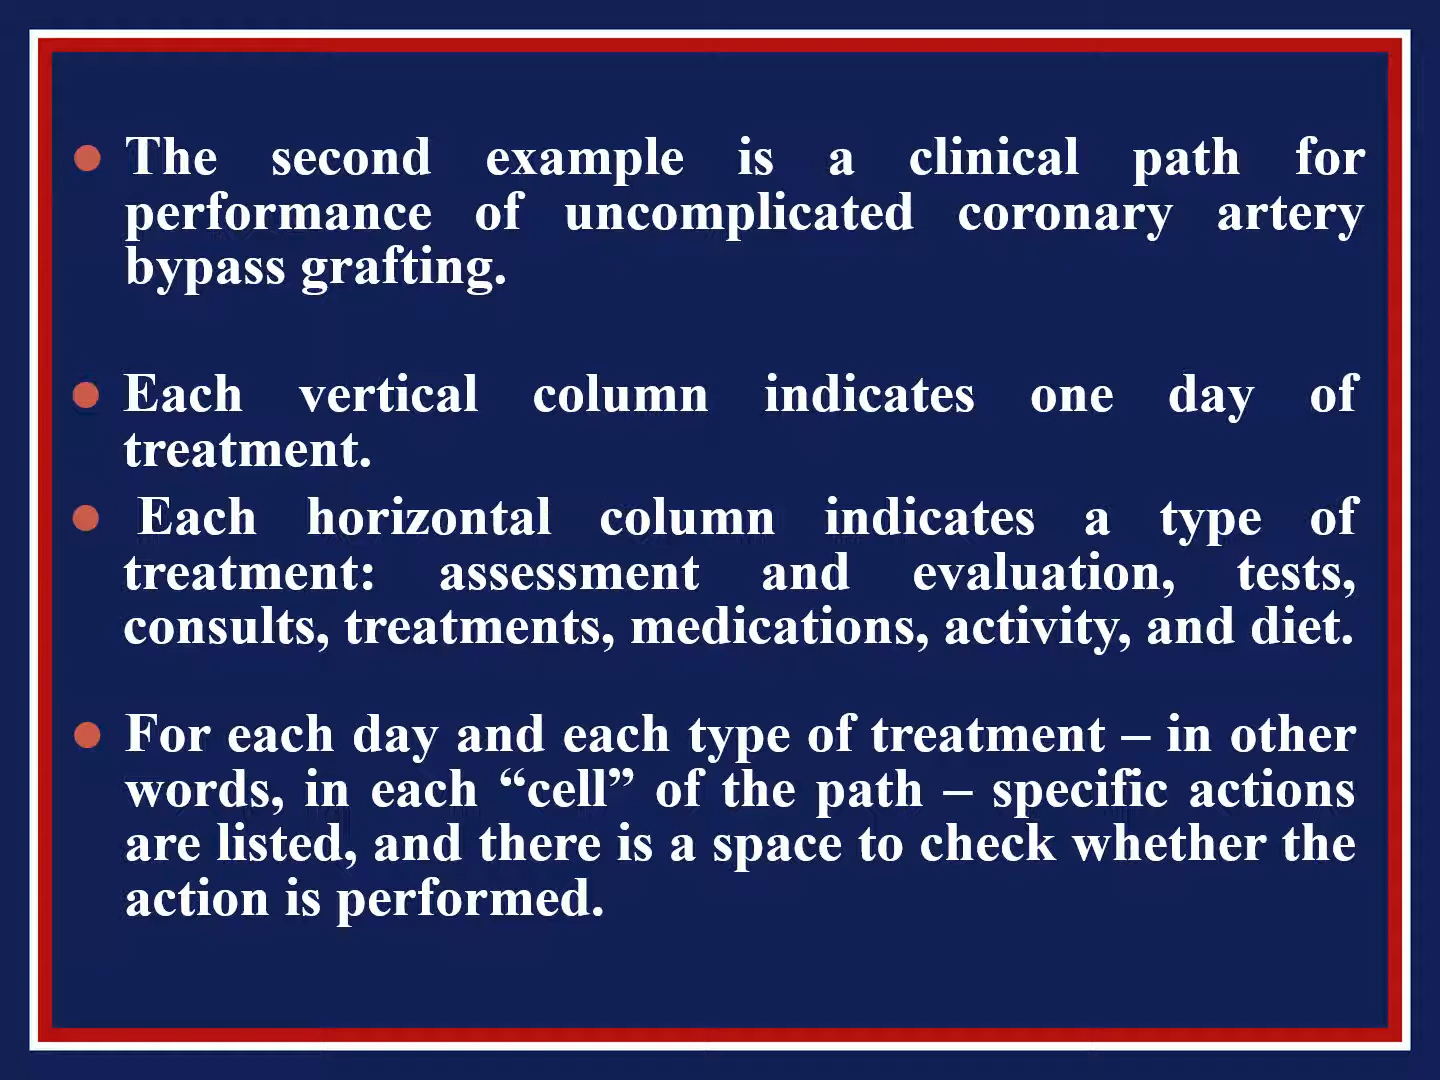 The second example is a clinical path for
performance of uncomplicated coronary artery
bypass grafting.
Each vertical column indicates one day of
treatment.
Each horizontal column indicates a type of
treatment: assessment and evaluation, tests,
consults, treatments, medications, activity, and diet.
For each day and each type of treatment – in other
words, in each “cell” of the path – specific actions
are listed, and there is a space to check whether the
action is performed.